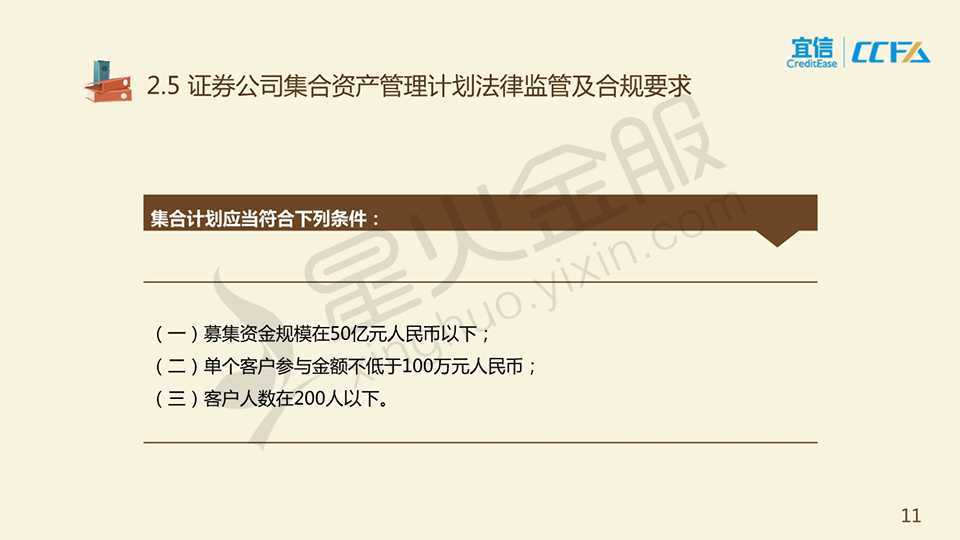 宜信
CreditEase
CCFA
2.5 证券公司集合资产管理计划法律监管及合规要求
集合计划应当符合下列条件：
（一）募集资金规模在50亿元人民币以下；
（二）单个客户参与金额不低于100万元人民币；
（三）客户人数在200人以下。
星火金服
xinghuo.yixin.com
11